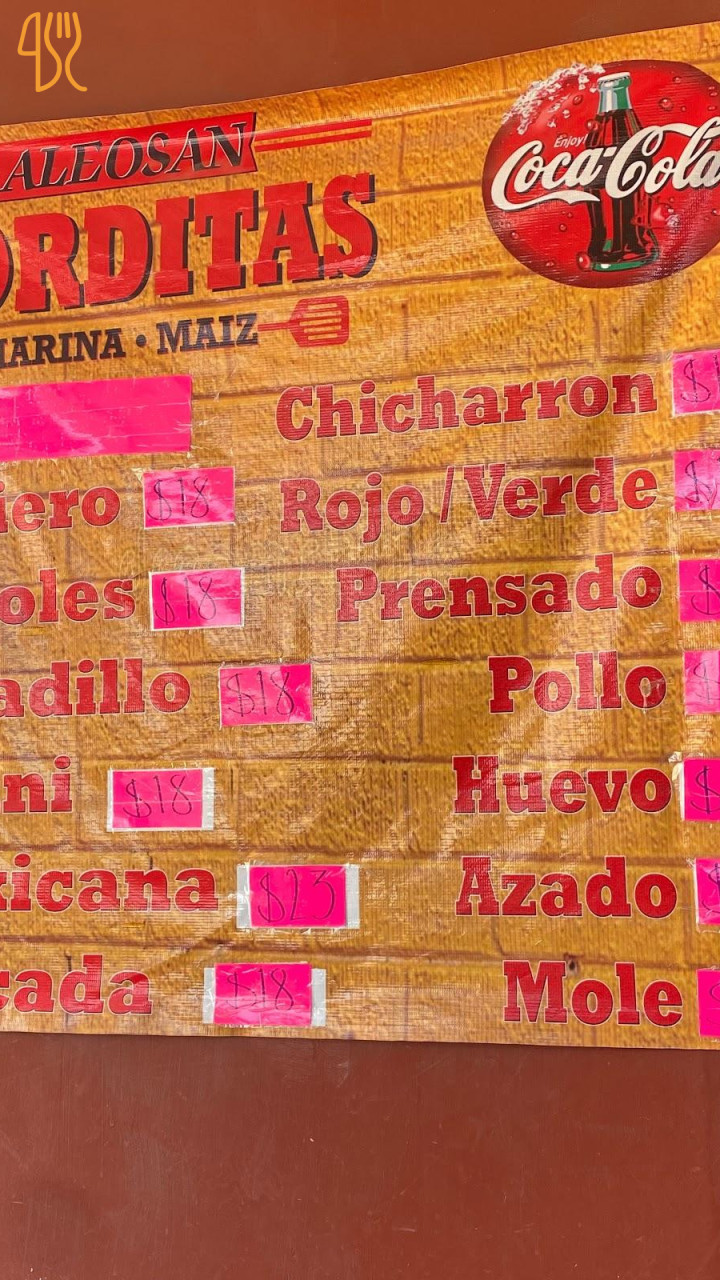 ALEOSAN
ORDITAS
HARINA • MAIZ
Enjoy!
Coca-Cola
iero $18
oles $18
adillo $18
ni $18
xicana $23
cada $18
Chicharron $1
Rojo / Verde $
Prensado $
Pollo $
Huevo $
Azado $
Mole